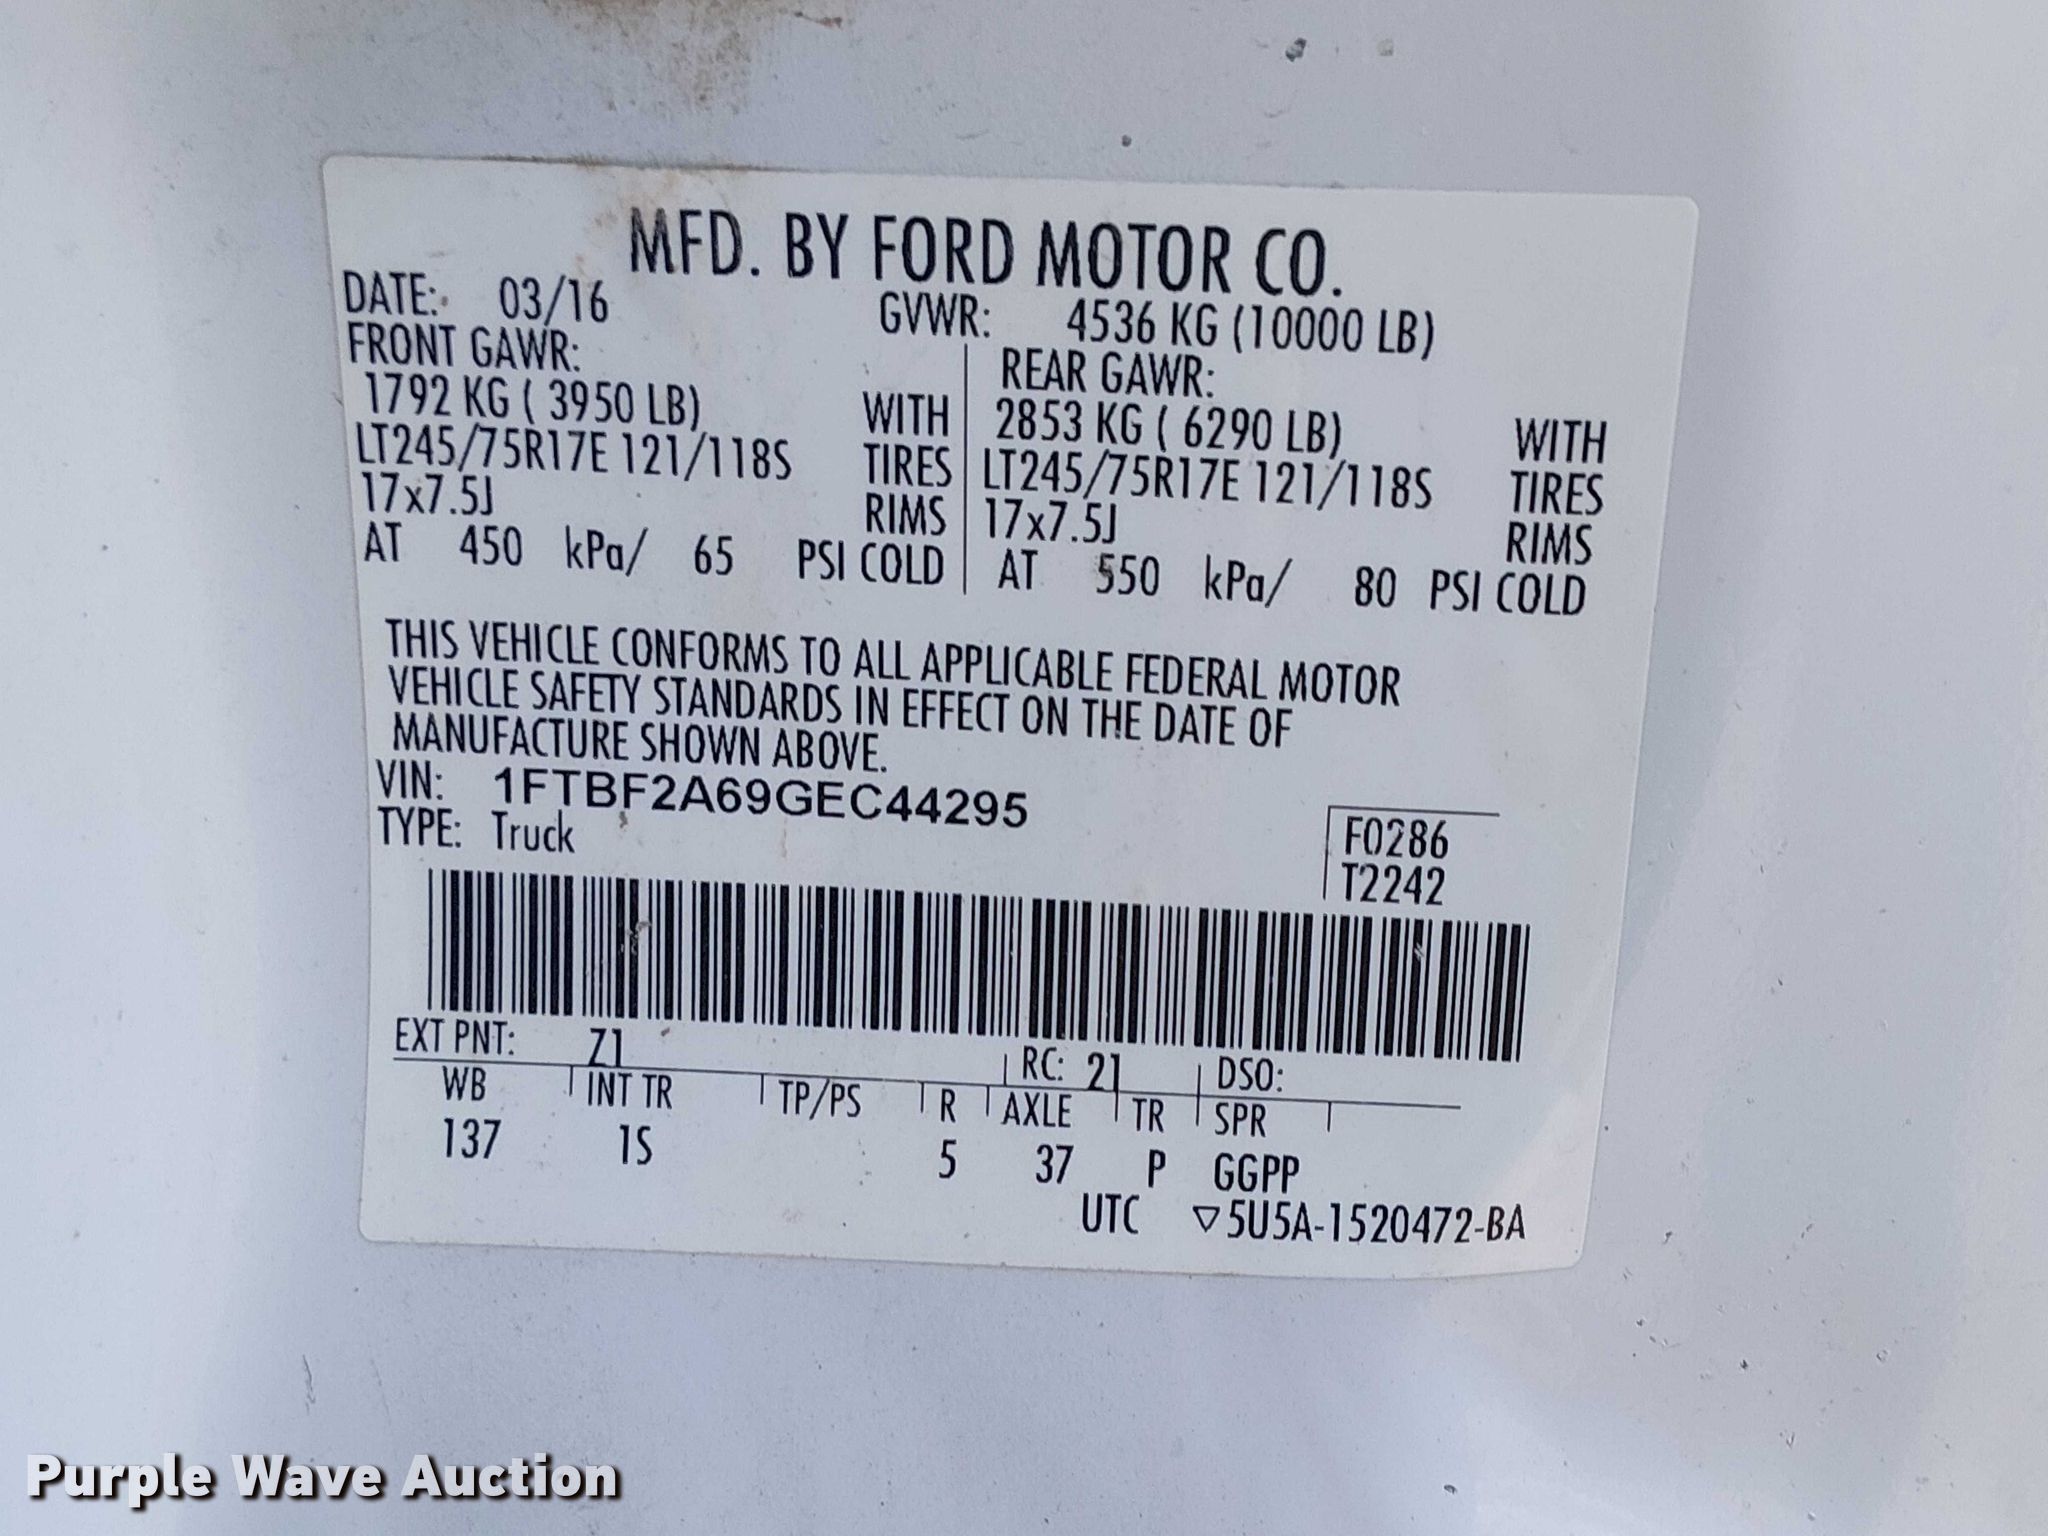 MFD. BY FORD MOTOR CO.
DATE: 03/16 GVWR: 4536 KG (10000 LB)
FRONT GAWR: REAR GAWR:
1792 KG ( 3950 LB) WITH 2853 KG ( 6290 LB) WITH
LT245/75R17E 121/118S TIRES LT245/75R17E 121/118S TIRES
17x7.5J RIMS 17x7.5J RIMS
AT 450 kPa/ 65 PSI COLD AT 550 kPa/ 80 PSI COLD
THIS VEHICLE CONFORMS TO ALL APPLICABLE FEDERAL MOTOR
VEHICLE SAFETY STANDARDS IN EFFECT ON THE DATE OF
MANUFACTURE SHOWN ABOVE.
VIN: 1FTBF2A69GEC44295
TYPE: Truck
F0286
T2242
EXT PNT: Z1 RC: 21 DSO:
WB INT TR TP/PS R AXLE TR SPR
137 1S 5 37 P GGPP
UTC ▽5U5A-1520472-BA
Purple Wave Auction